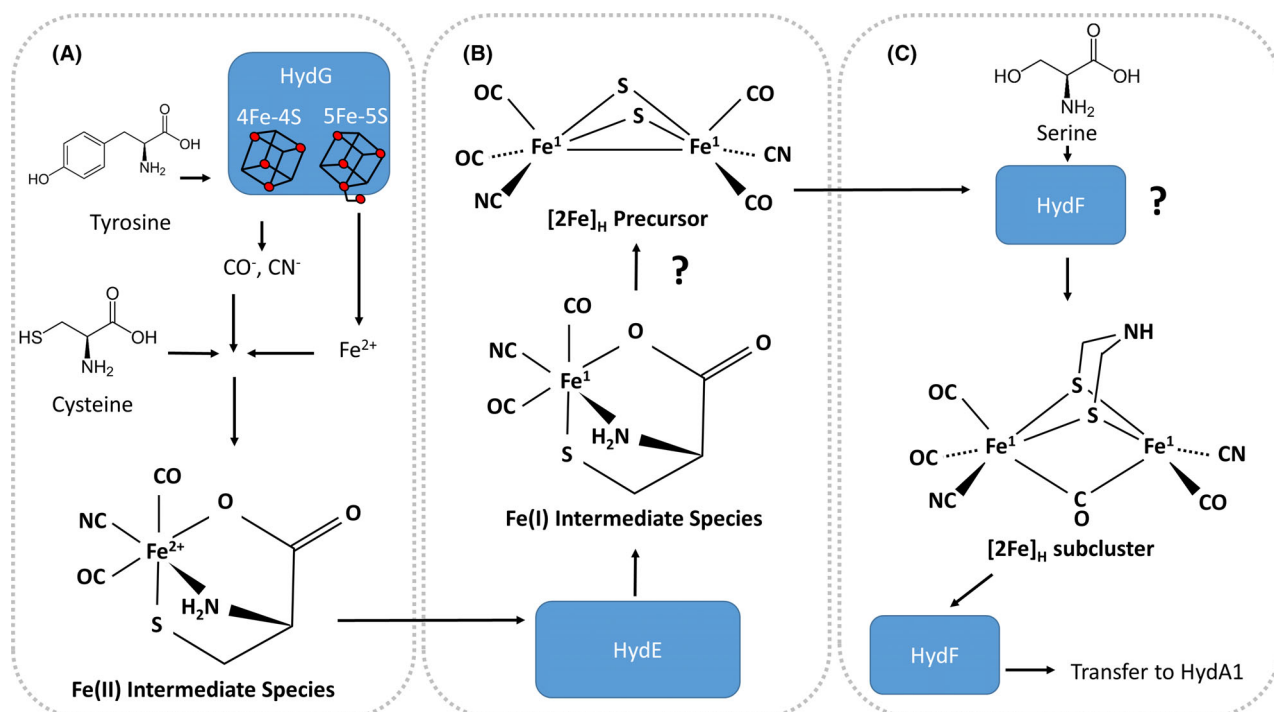 (A)
HydG
4Fe-4S
5Fe-5S
O
OH
NH₂
HO
Tyrosine
CO⁻, CN⁻
O
HS
OH
NH₂
Cysteine
Fe²⁺
CO
NC
O
O
Fe²⁺
OC
H₂N
S
Fe(II) Intermediate Species
(B)
S
OC
CO
S
Fe¹
Fe¹
OC
CN
NC
CO
[2Fe]H Precursor
?
CO
O
NC
O
Fe¹
OC
H₂N
S
Fe(I) Intermediate Species
HydE
(C)
O
HO
OH
NH₂
Serine
HydF
?
NH
S
OC
S
Fe¹
Fe¹
OC
CN
NC
C
O
CO
[2Fe]H subcluster
HydF
Transfer to HydA1